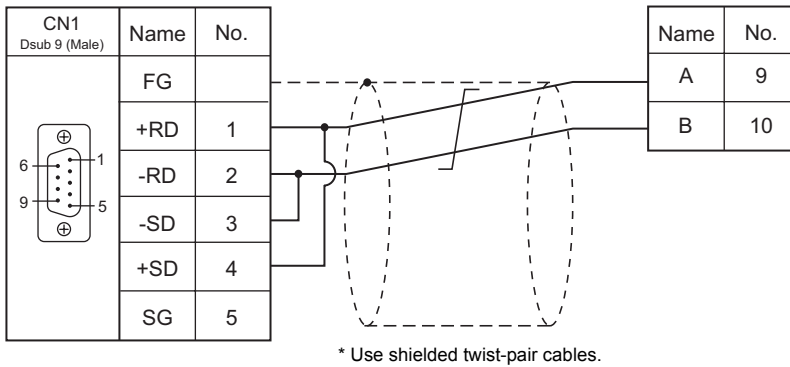 CN1
Dsub 9 (Male)
Name No.
FG
+RD 1
-RD 2
-SD 3
+SD 4
SG 5
6 1
9 5
Name No.
A 9
B 10
* Use shielded twist-pair cables.